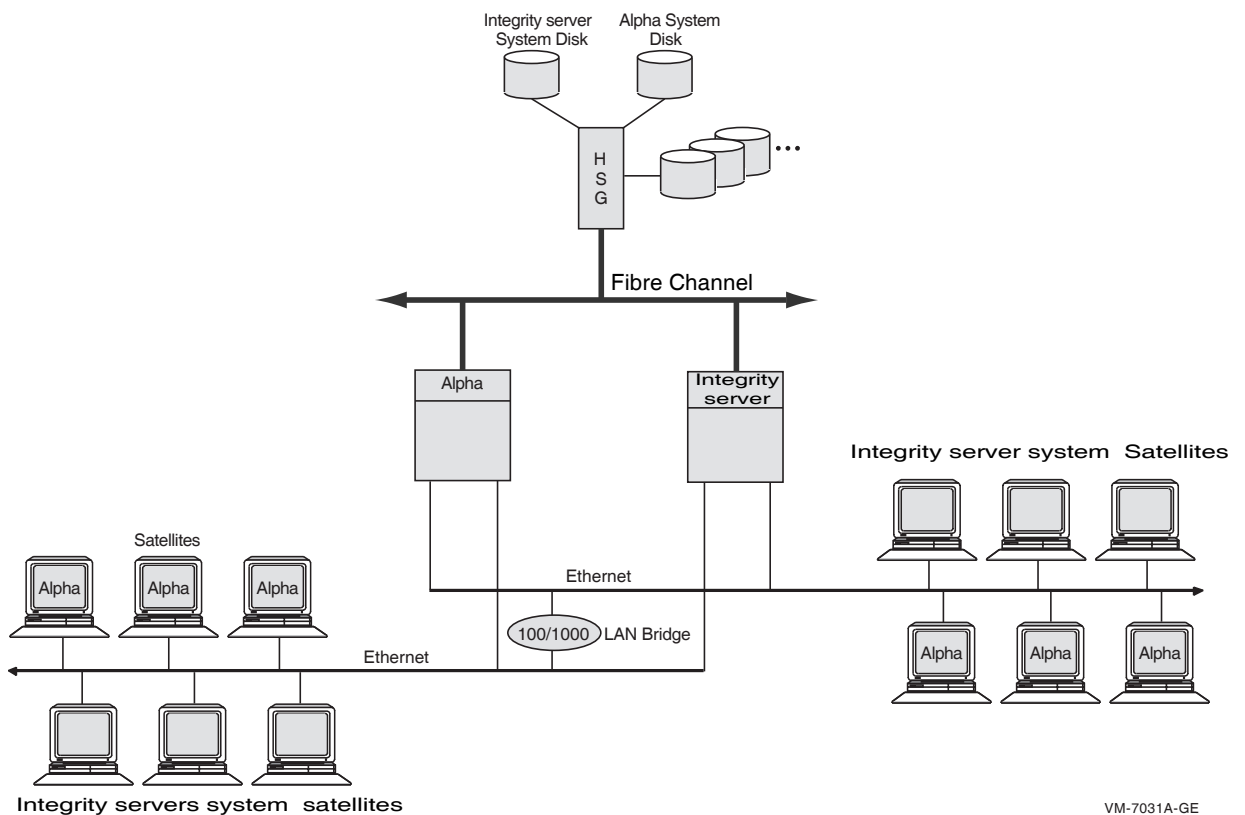 Integrity server
System Disk
Alpha System
Disk
H
S
G
...
Fibre Channel
Alpha
Integrity
server
Integrity server system Satellites
Satellites
Alpha
Alpha
Alpha
Ethernet
100/1000
LAN Bridge
Alpha
Alpha
Alpha
Ethernet
Integrity servers system satellites
VM-7031A-GE